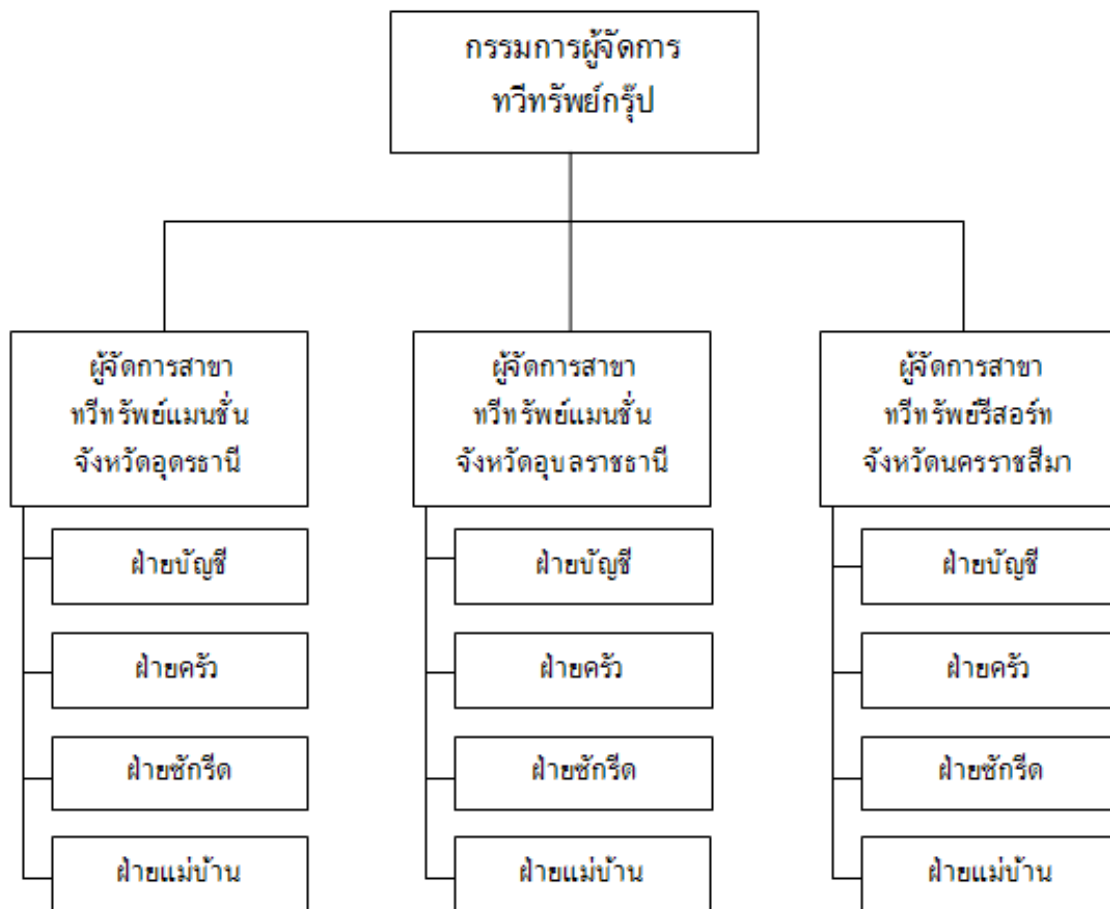 กรรมการผู้จัดการ
ทวีทรัพย์กรุ๊ป
ผู้จัดการสาขา
ทวีทรัพย์แมนชั่น
จังหวัดอุดรธานี
ฝ่ายบัญชี
ฝ่ายครัว
ฝ่ายซักรีด
ฝ่ายแม่บ้าน
ผู้จัดการสาขา
ทวีทรัพย์แมนชั่น
จังหวัดอุบลราชธานี
ฝ่ายบัญชี
ฝ่ายครัว
ฝ่ายซักรีด
ฝ่ายแม่บ้าน
ผู้จัดการสาขา
ทวีทรัพย์รีสอร์ท
จังหวัดนครราชสีมา
ฝ่ายบัญชี
ฝ่ายครัว
ฝ่ายซักรีด
ฝ่ายแม่บ้าน